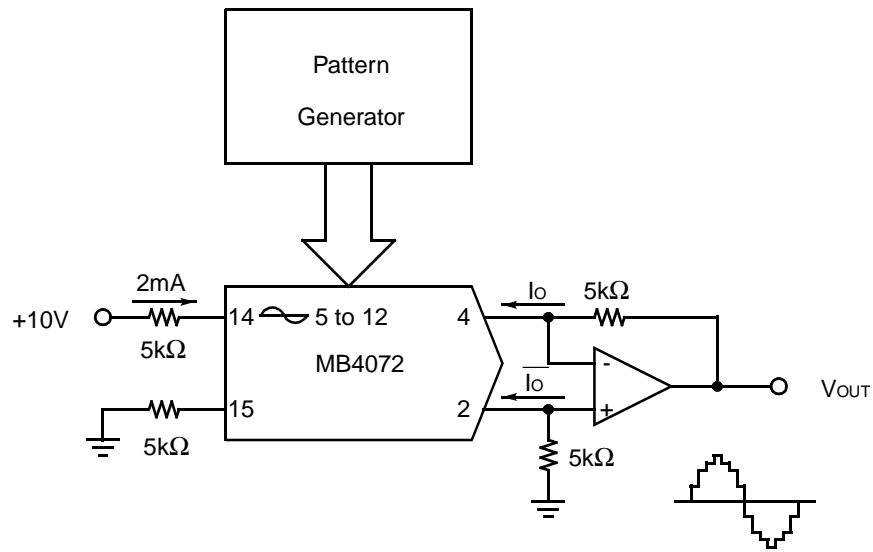 Pattern
Generator
2mA
+10V
5kΩ
14
5 to 12
4
MB4072
15
2
5kΩ
IO
5kΩ
-
IO
+
5kΩ
VOUT